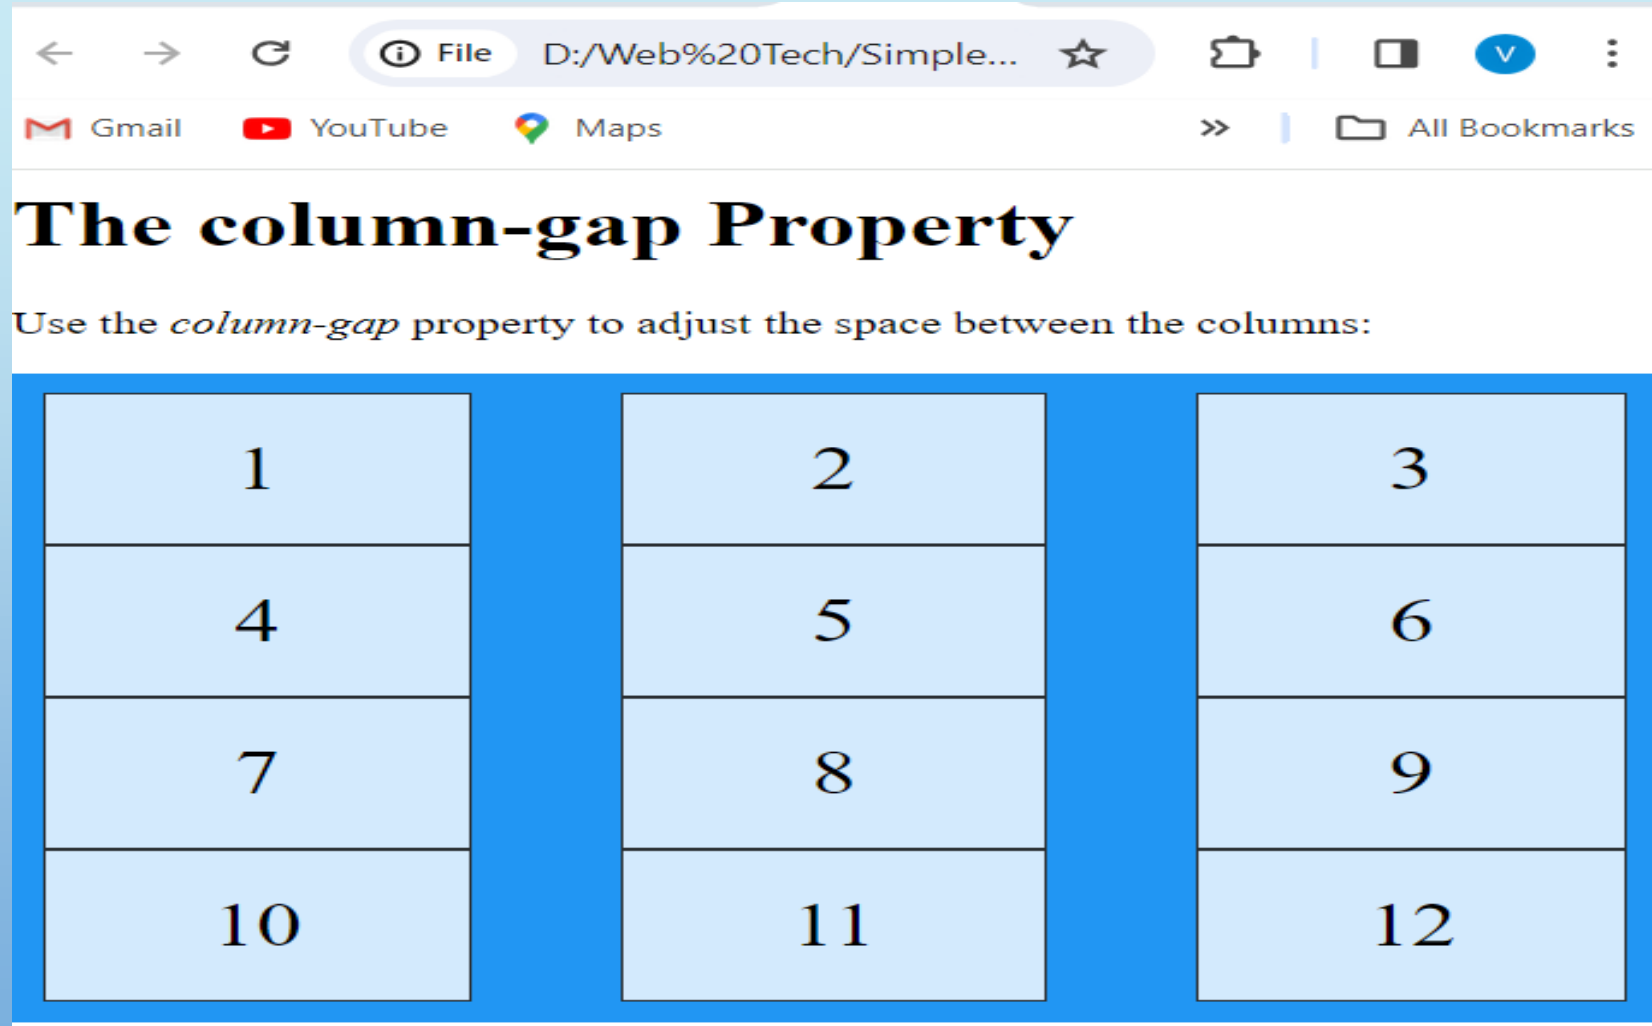 File D:/Web%20Tech/Simple... V
Gmail YouTube Maps >> All Bookmarks
The column-gap Property
Use the column-gap property to adjust the space between the columns:
1 2 3
4 5 6
7 8 9
10 11 12